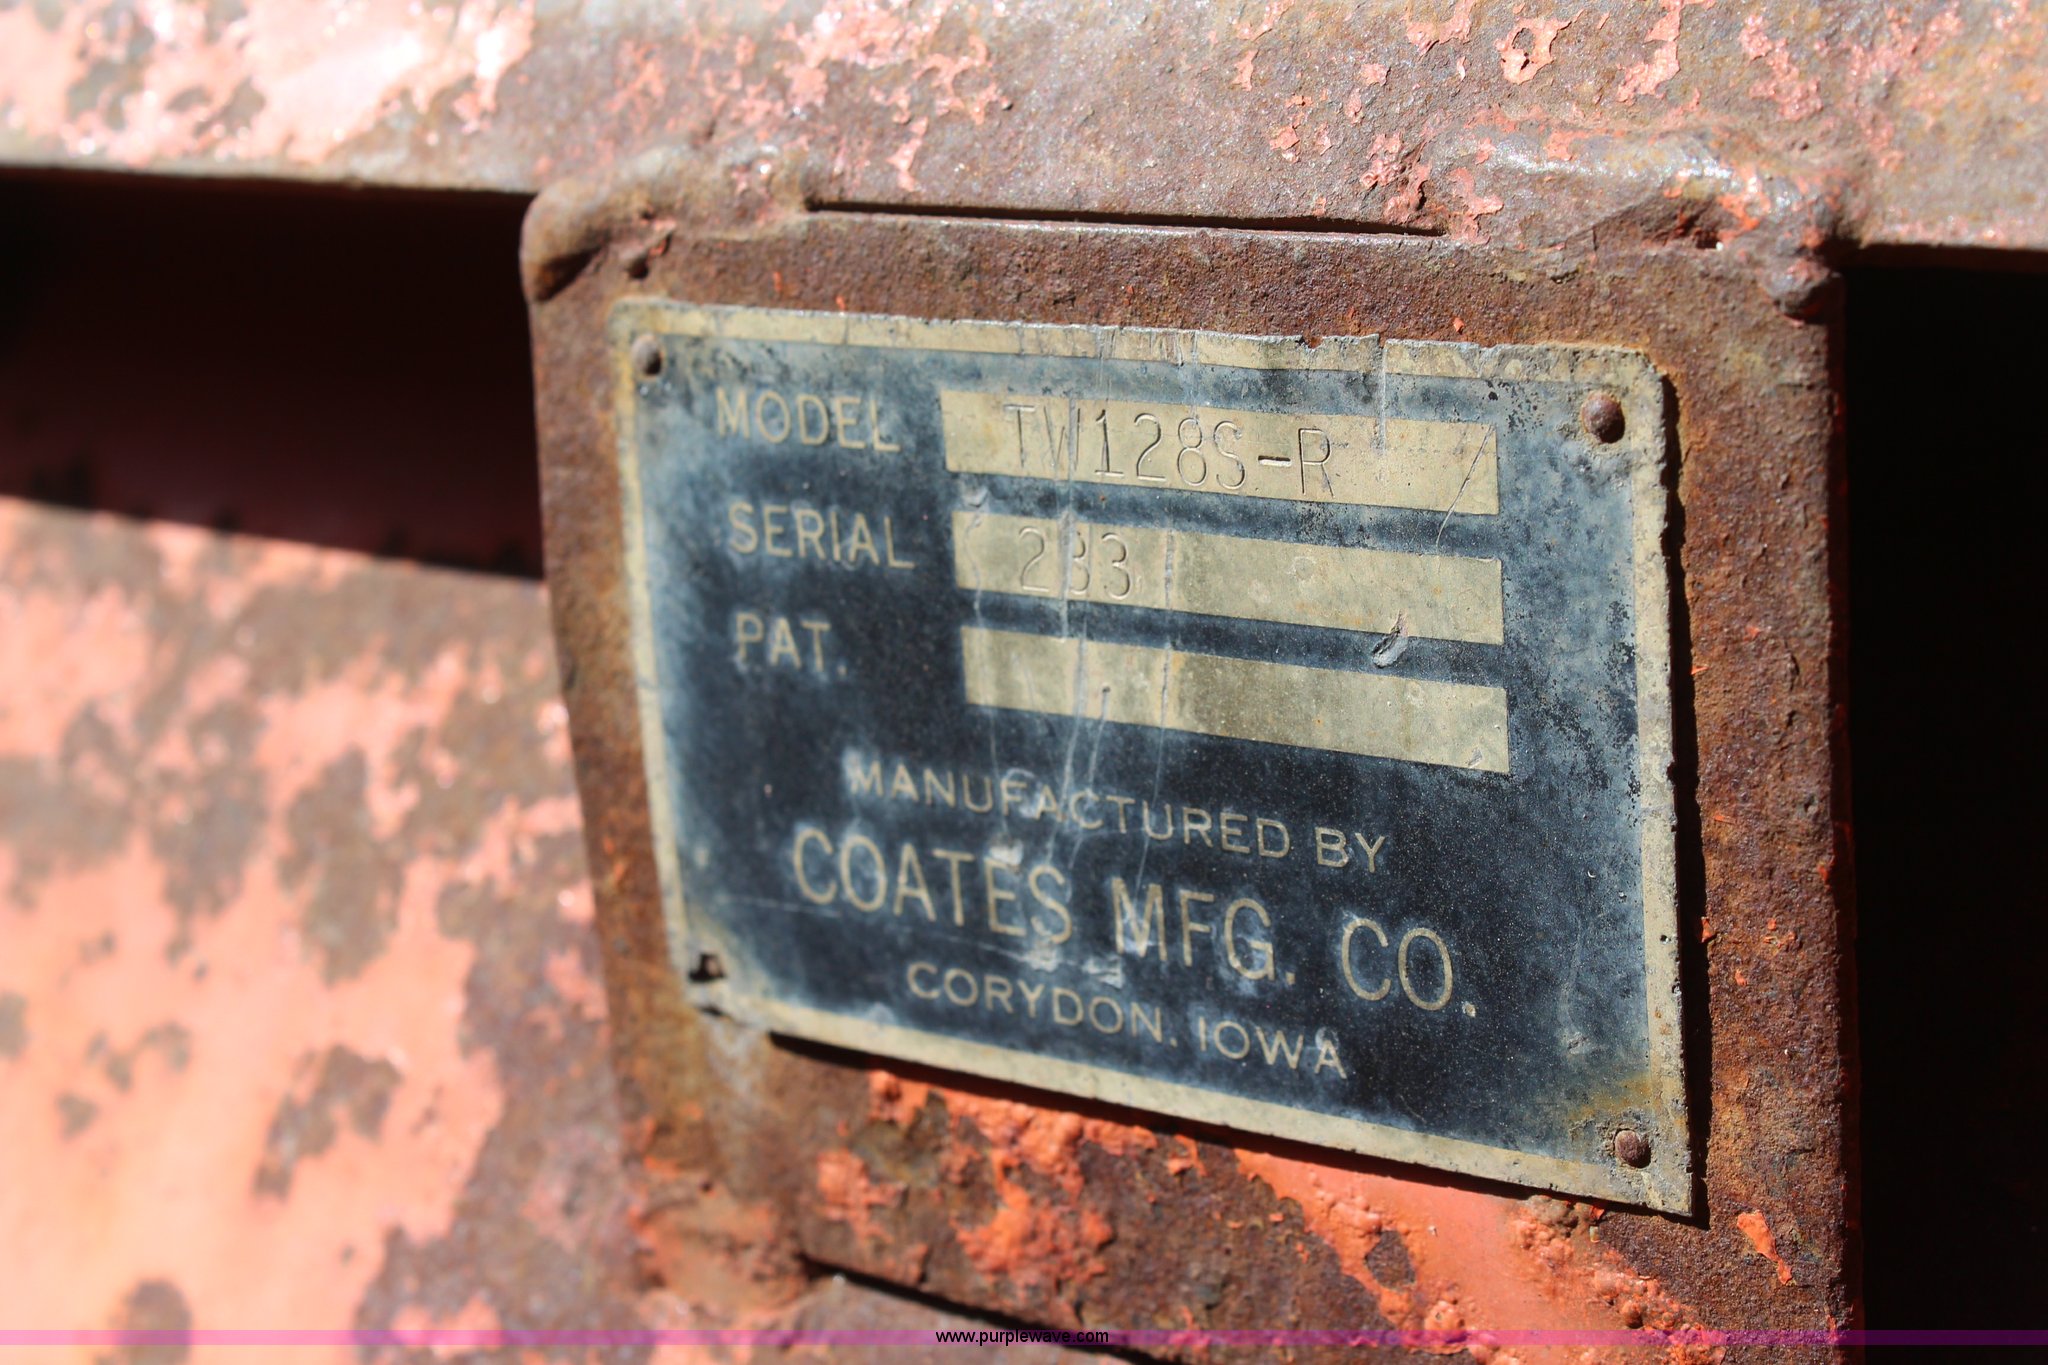 MODEL TW128S-R
SERIAL 233
PAT.
MANUFACTURED BY
COATES MFG. CO.
CORYDON, IOWA
www.purplewave.com